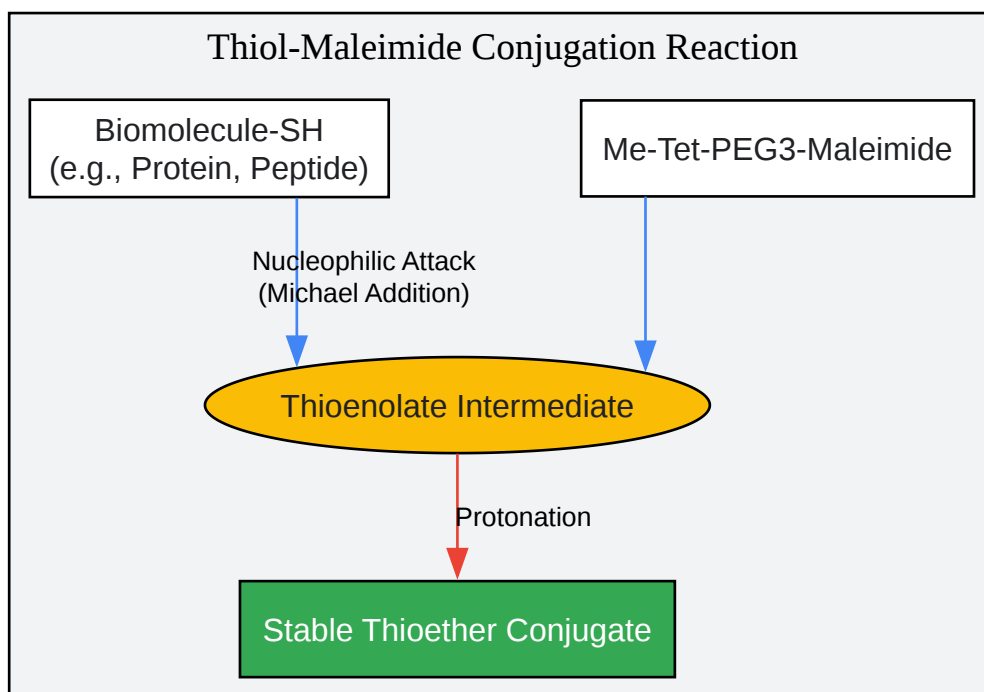 Thiol-Maleimide Conjugation Reaction
Biomolecule-SH
(e.g., Protein, Peptide)
Me-Tet-PEG3-Maleimide
Nucleophilic Attack
(Michael Addition)
Thioenolate Intermediate
Protonation
Stable Thioether Conjugate